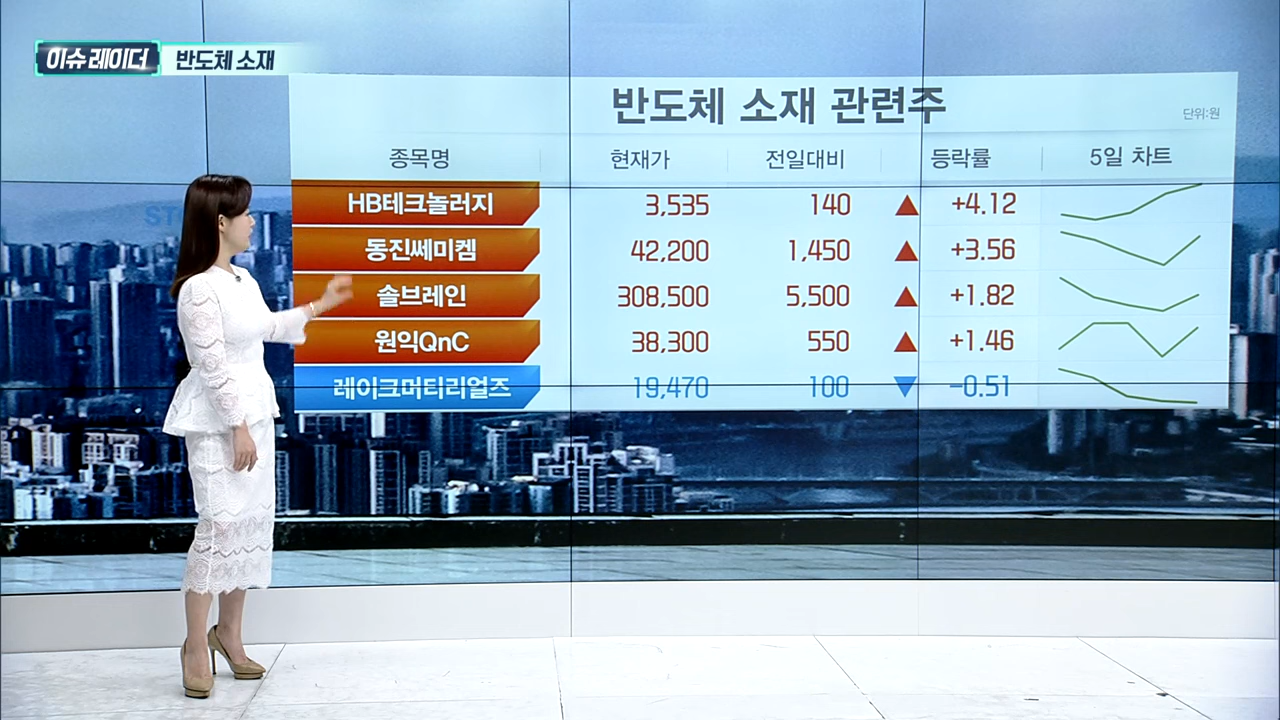 이슈레이더 반도체 소재
반도체 소재 관련주
단위:원
종목명 현재가 전일대비 등락률 5일 차트
HB테크놀러지 3,535 140 ▲ +4.12
동진쎄미켐 42,200 1,450 ▲ +3.56
솔브레인 308,500 5,500 ▲ +1.82
원익QnC 38,300 550 ▲ +1.46
레이크머티리얼즈 19,470 100 ▼ -0.51